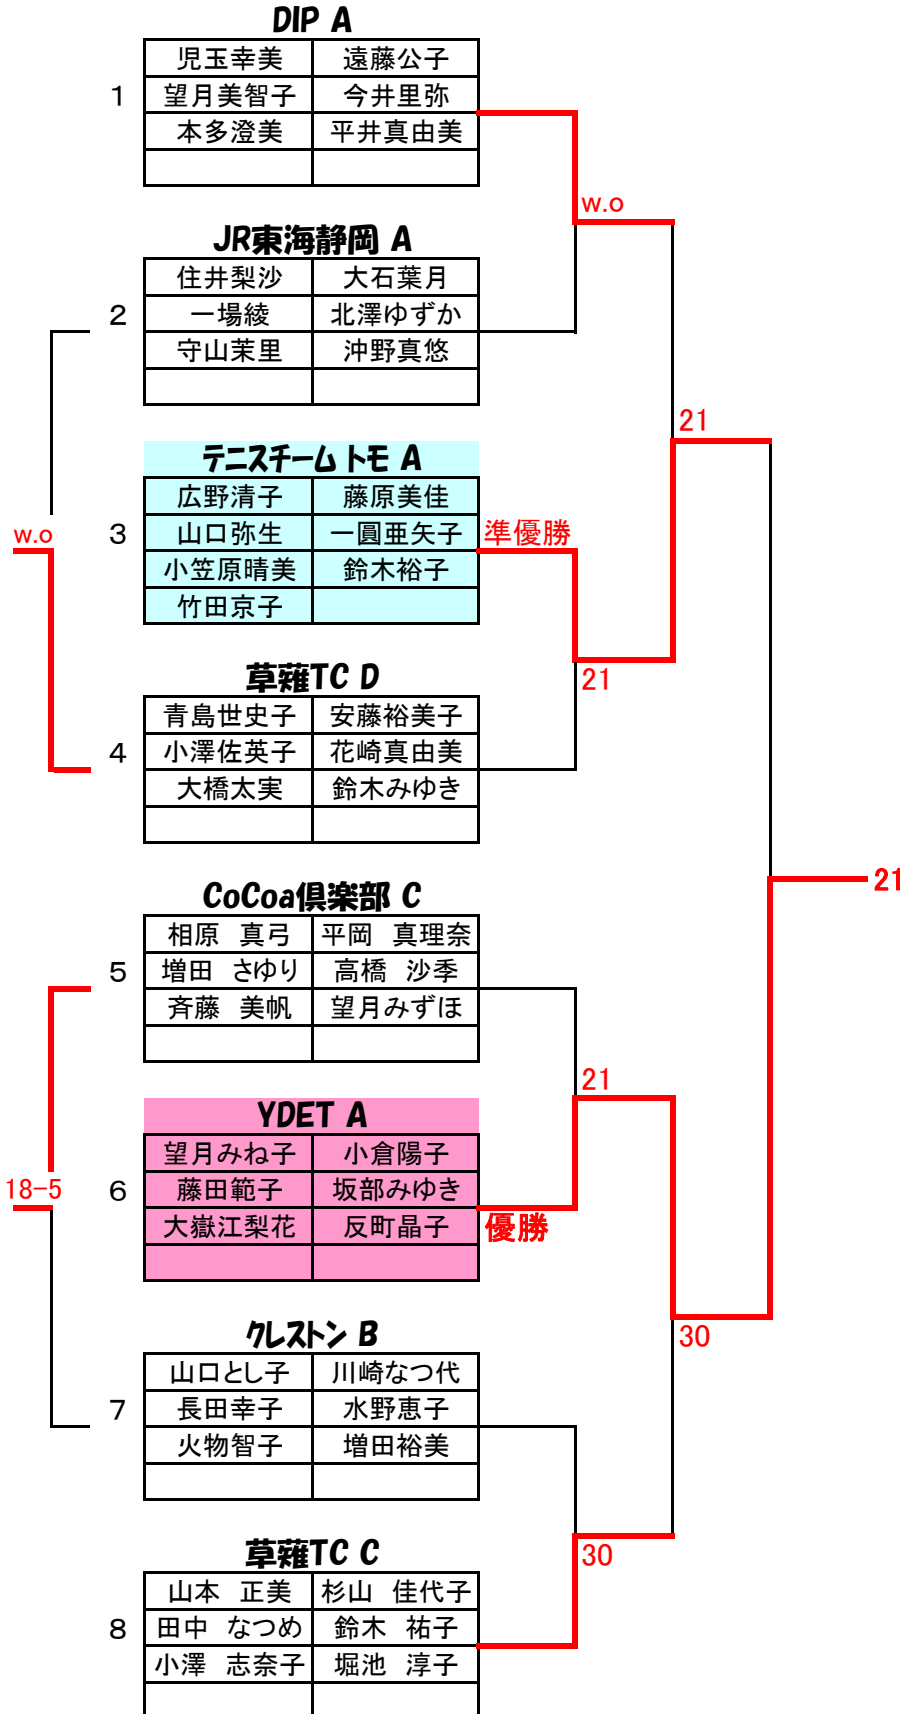 DIP A
児玉幸美 遠藤公子
1 望月美智子 今井里弥
本多澄美 平井真由美
w.o
JR東海静岡 A
住井梨沙 大石葉月
2 一場綾 北澤ゆずか
守山茉里 沖野真悠
21
テニスチームトモ A
広野清子 藤原美佳
w.o 3 山口弥生 一圓亜矢子 準優勝
小笠原晴美 鈴木裕子
竹田京子
21
草薙TC D
青島世史子 安藤裕美子
4 小澤佐英子 花崎真由美
大橋太実 鈴木みゆき
21
CoCoa倶楽部 C
相原 真弓 平岡 真理奈
5 増田 さゆり 高橋 沙季
斉藤 美帆 望月みずほ
21
YDET A
望月みね子 小倉陽子
18-5 6 藤田範子 坂部みゆき
大嶽江梨花 反町晶子 優勝
クレストン B
30
山口とし子 川崎なつ代
7 長田幸子 水野恵子
火物智子 増田裕美
草薙TC C
30
山本 正美 杉山 佳代子
8 田中 なつめ 鈴木 祐子
小澤 志奈子 堀池 淳子